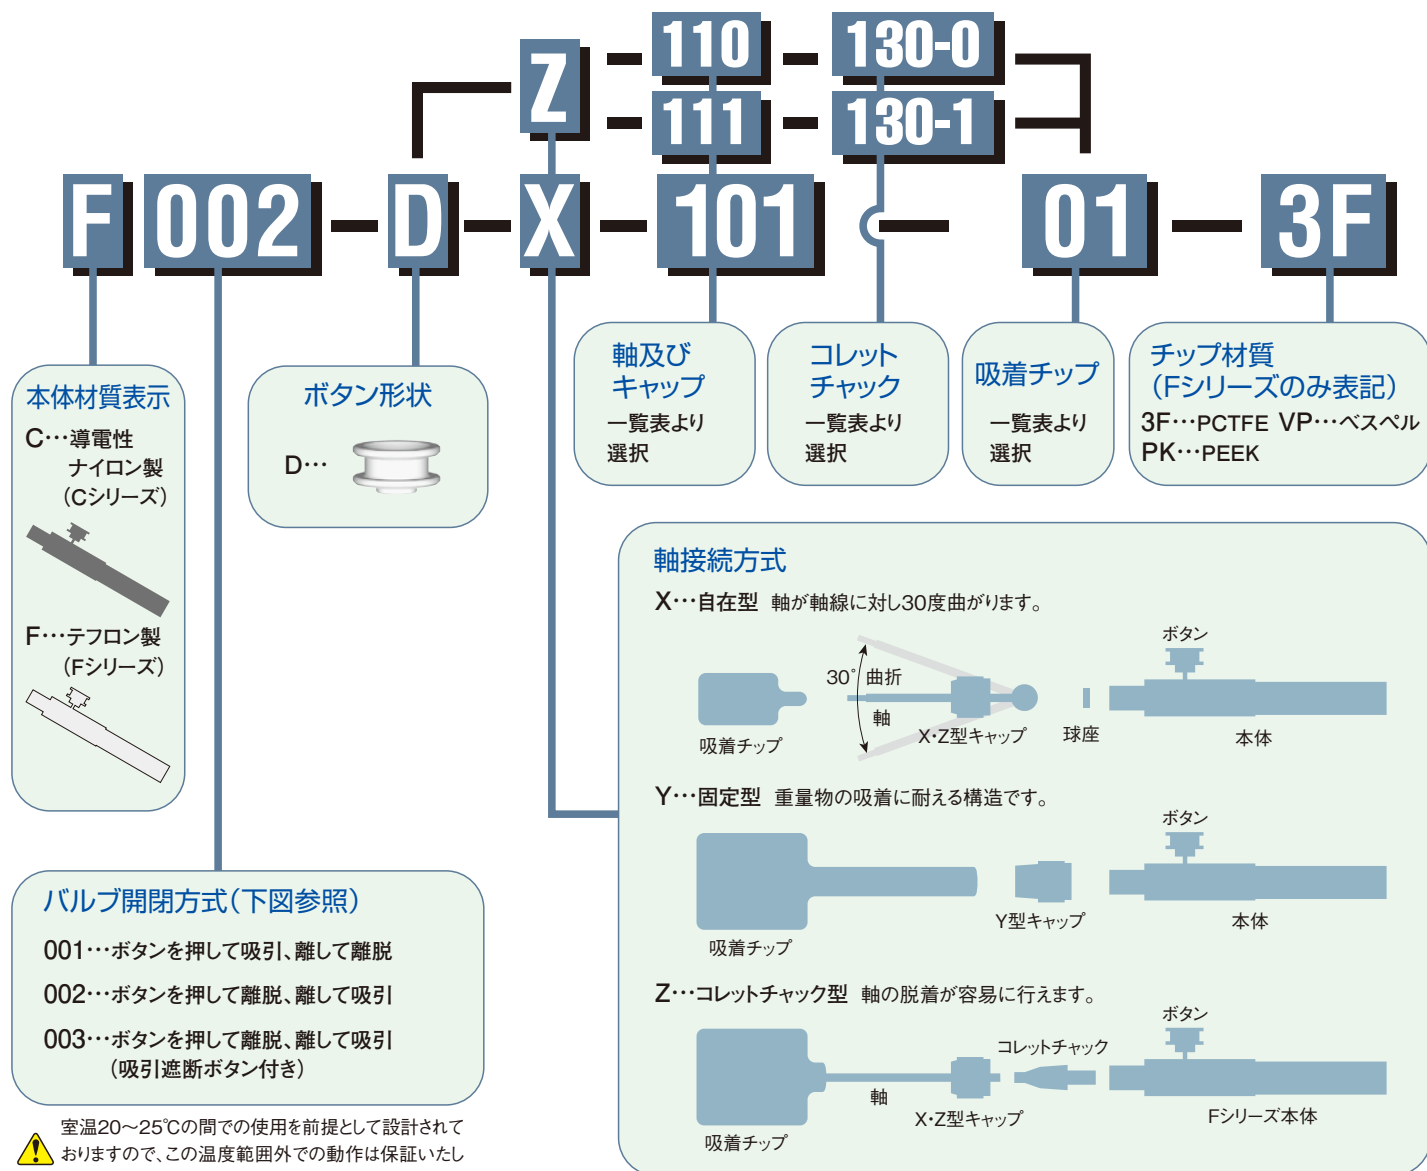 Z
110
130-0
111
130-1
F 002 D X 101 01 3F
本体材質表示
C…導電性
ナイロン製
(Cシリーズ)
F…テフロン製
(Fシリーズ)
ボタン形状
D…
軸及び
キャップ
一覧表より
選択
コレット
チャック
一覧表より
選択
吸着チップ
一覧表より
選択
チップ材質
(Fシリーズのみ表記)
3F…PCTFE VP…ベスペル
PK…PEEK
バルブ開閉方式(下図参照)
001…ボタンを押して吸引、離して離脱
002…ボタンを押して離脱、離して吸引
003…ボタンを押して離脱、離して吸引
(吸引遮断ボタン付き)
室温20〜25℃の間での使用を前提として設計されて
おりますので、この温度範囲外での動作は保証いたし
軸接続方式
X…自在型 軸が軸線に対し30度曲がります。
ボタン
30° 曲折
軸
吸着チップ
X・Z型キャップ
球座
本体
Y…固定型 重量物の吸着に耐える構造です。
ボタン
吸着チップ
Y型キャップ
本体
Z…コレットチャック型 軸の脱着が容易に行えます。
ボタン
コレットチャック
軸
吸着チップ
X・Z型キャップ
Fシリーズ本体